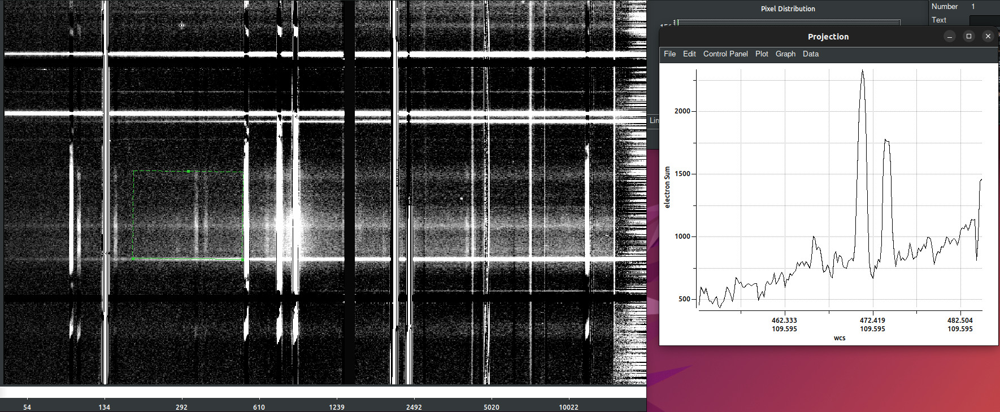 Pixel Distribution
Number 1
Text
Projection
File Edit Control Panel Plot Graph Data
Lin
2000
1500
1000
500
electron Sum
462.333 472.419 482.504
109.595 109.595 109.595
wcs
54 134 292 610 1239 2492 5020 10022